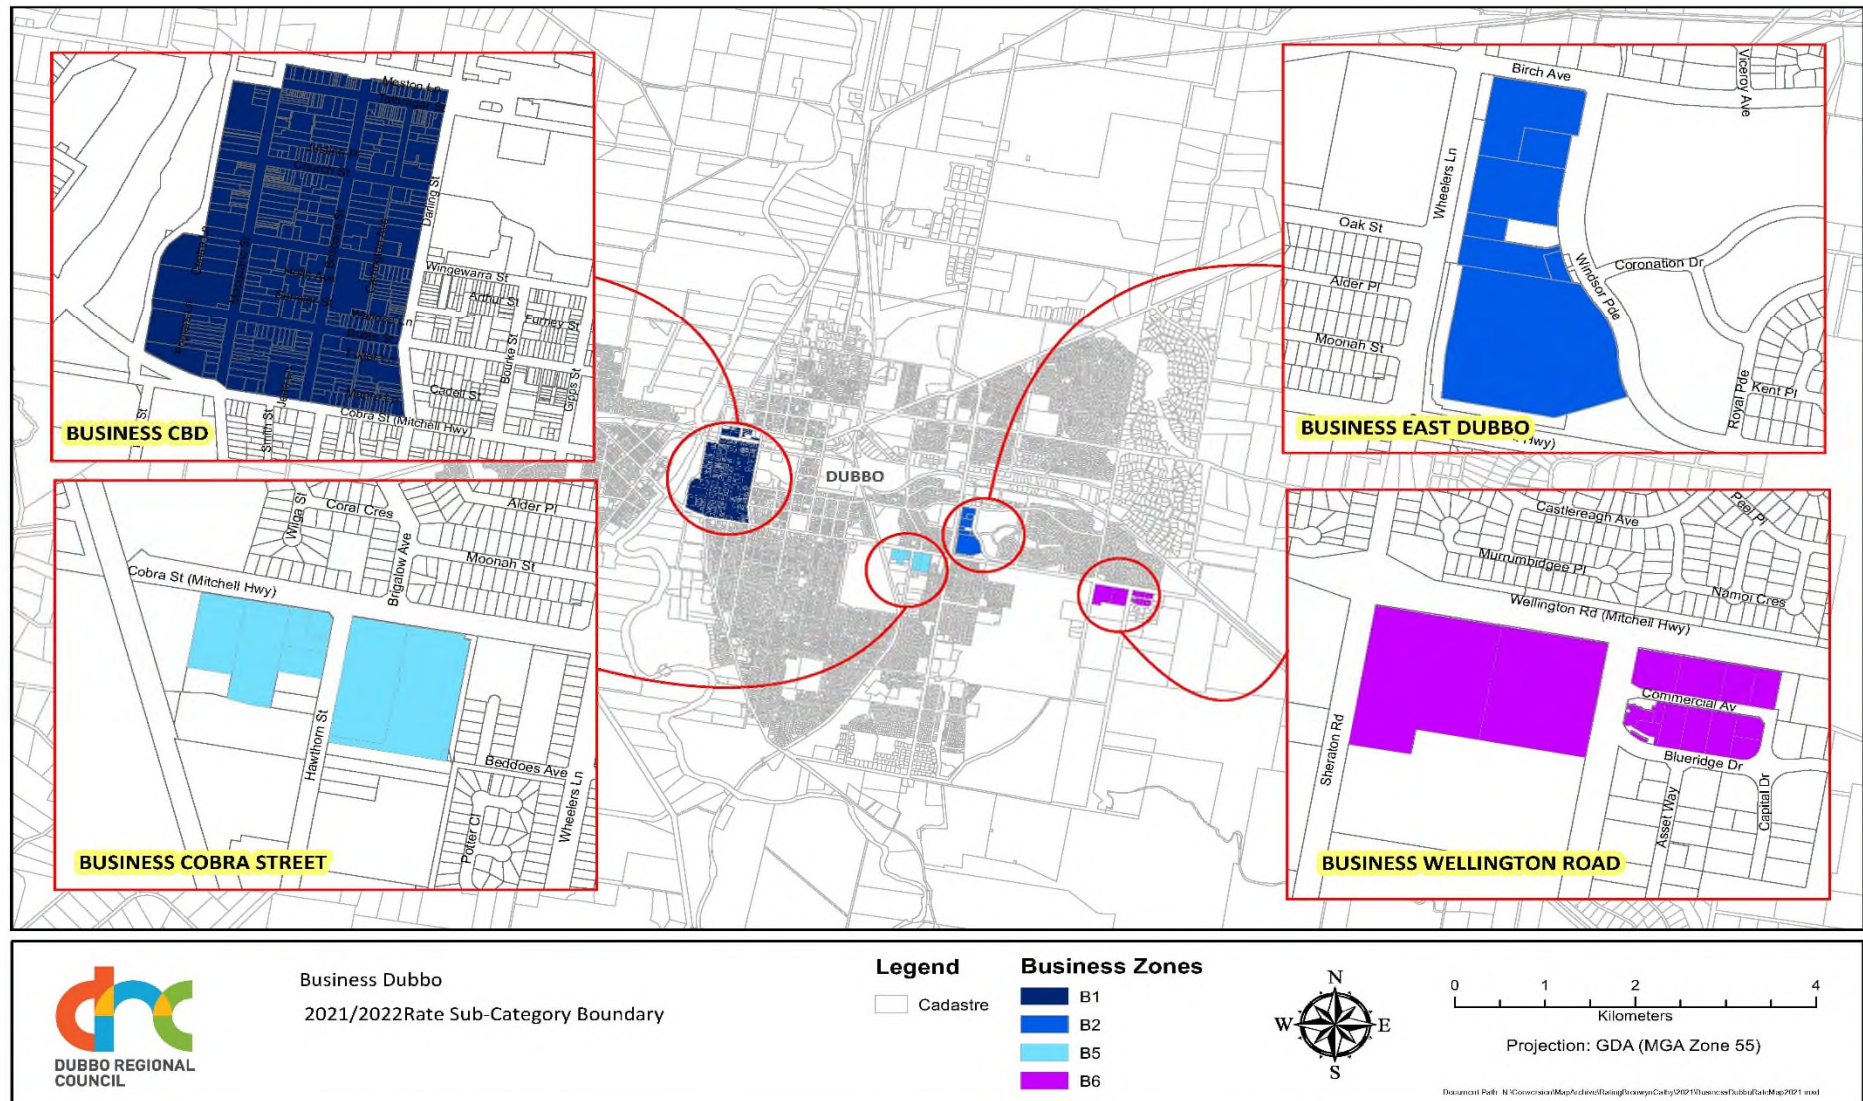 Meston Ln
Darling St
Wingewarra St
Arthur St
Furney St
Bourke St
Gipps St
Cadell St
Cobra St (Mitchell Hwy
Smith St
St
BUSINESS CBD
Birch Ave
Viceroy Ave
Wheelers Ln
Oak St
Alder Pl
Moonah St
Windsor Pde
Coronation Dr
Royal Pde
Kent Pl
Hwy)
BUSINESS EAST DUBBO
DUBBO
Wilga St
Coral Cres
Alder Pl
Brigalow Ave
Moonah St
Cobra St (Mitchell Hwy)
Hawthorn St
Beddoes Ave
Wheelers Ln
Potter Cl
BUSINESS COBRA STREET
Castlereagh Ave
Peel Pl
Murrumbidgee Pl
Namoi Cres
Wellington Rd (Mitchell Hwy)
Commercial Av
Blueridge Dr
Sheraton Rd
Asset Way
Capital Dr
BUSINESS WELLINGTON ROAD
DUBBO REGIONAL
COUNCIL
Business Dubbo
2021/2022Rate Sub-Category Boundary
Legend
Cadastre
Business Zones
B1
B2
B5
B6
N
W
E
S
0 1 2 4
Kilometers
Projection: GDA (MGA Zone 55)